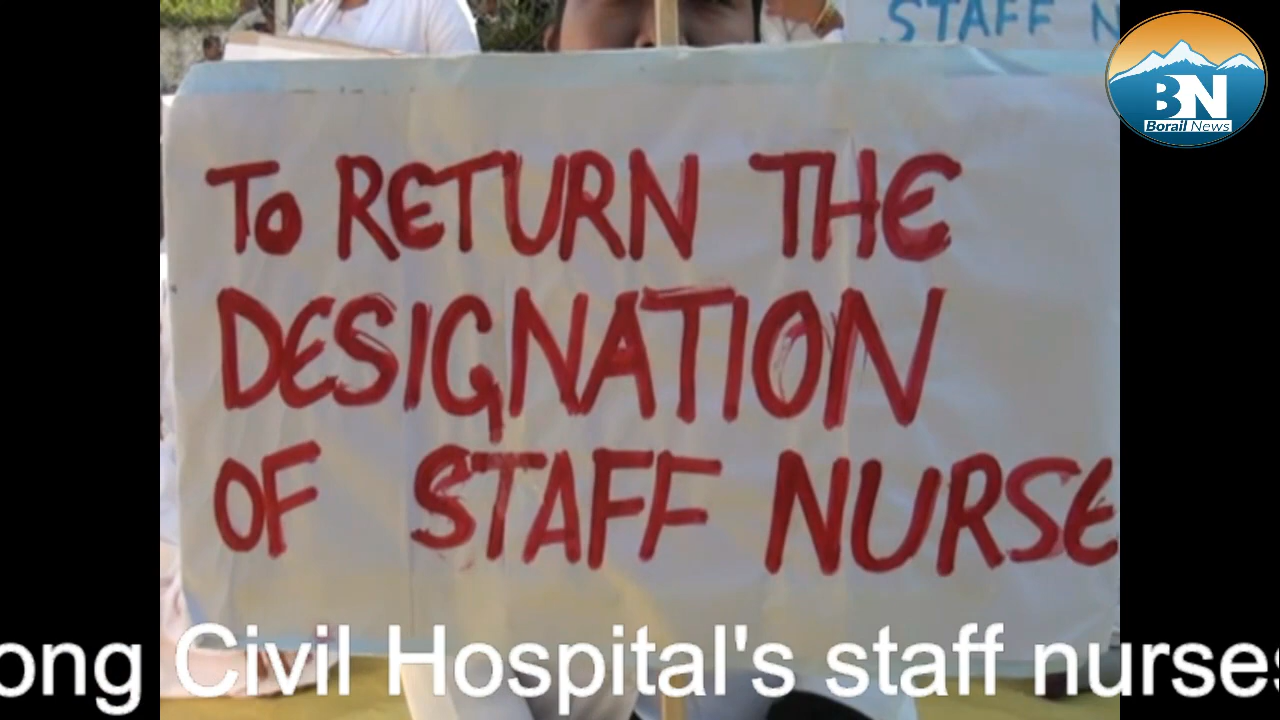 STAFF N
BN
Borail News
To RETURN THE
DESIGNATION
OF STAFF NURSE
ong Civil Hospital's staff nurses